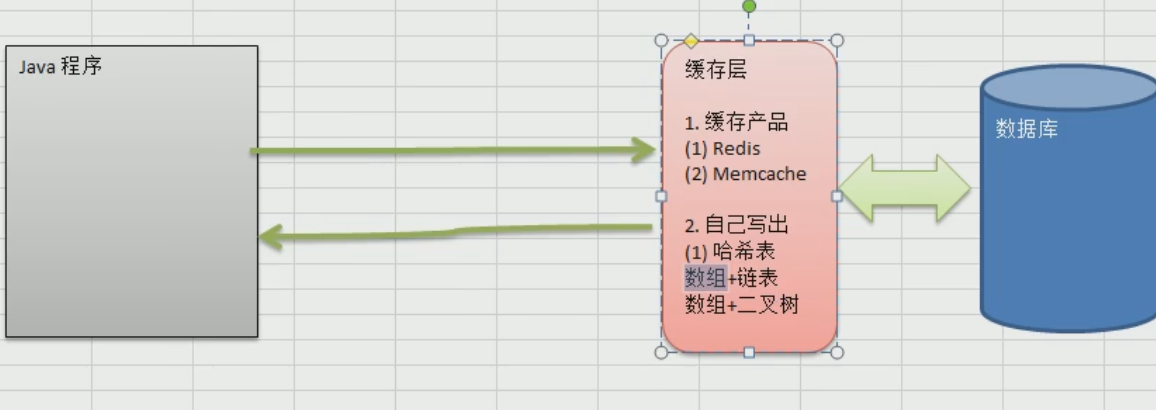 Java 程序
缓存层
1. 缓存产品
(1) Redis
(2) Memcache
2. 自己写出
(1) 哈希表
数组+链表
数组+二叉树
数据库